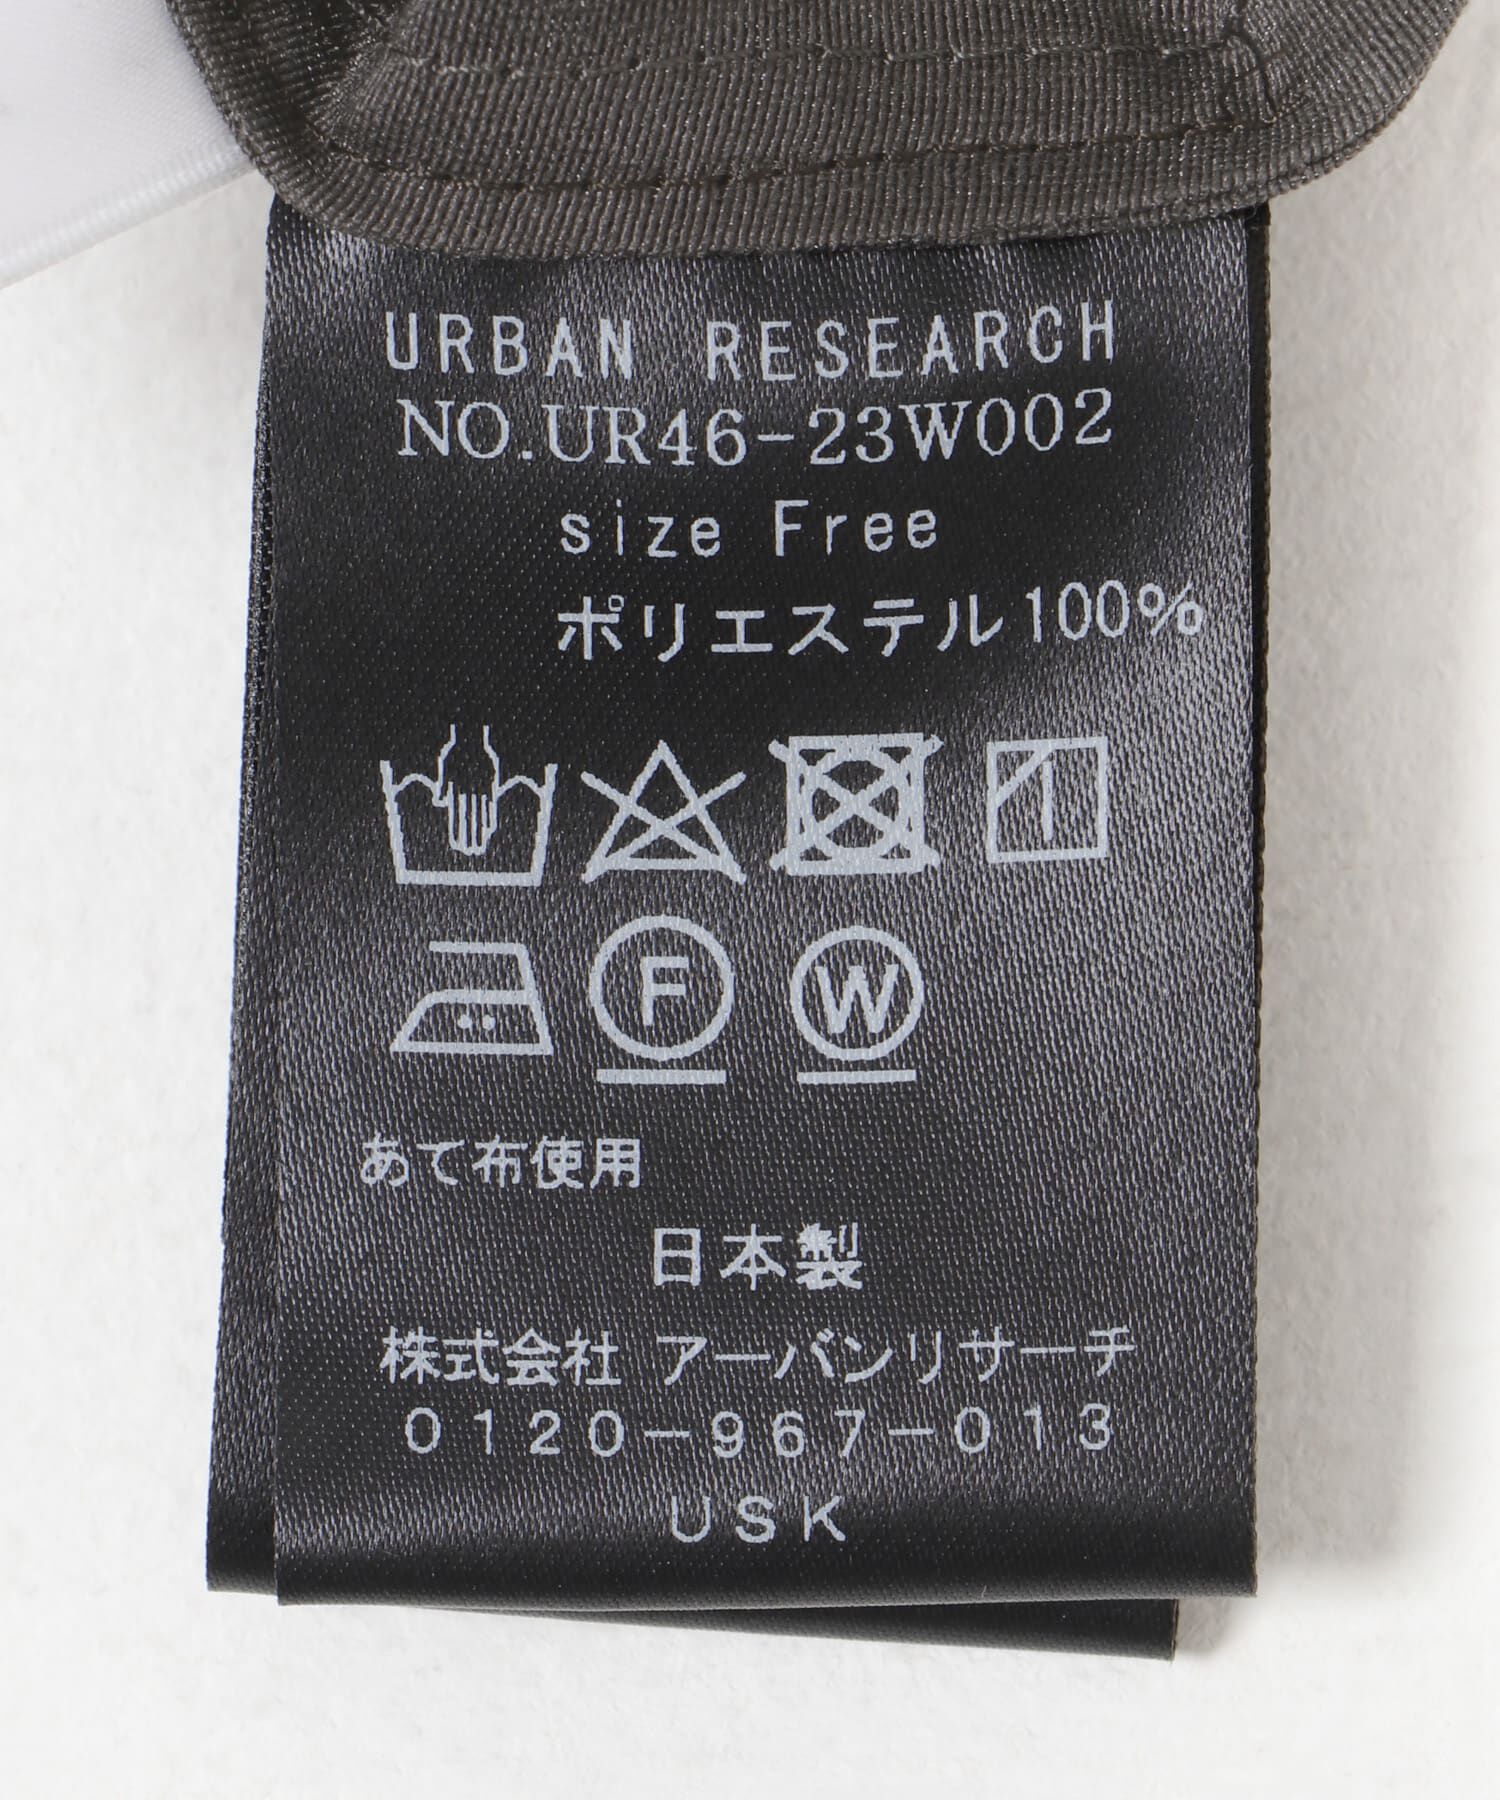 URBAN RESEARCH
NO.UR46-23W002
size Free
ポリエステル100%
F W
あて布使用
日本製
株式会社 アーバンリサーチ
0120-967-013
USK